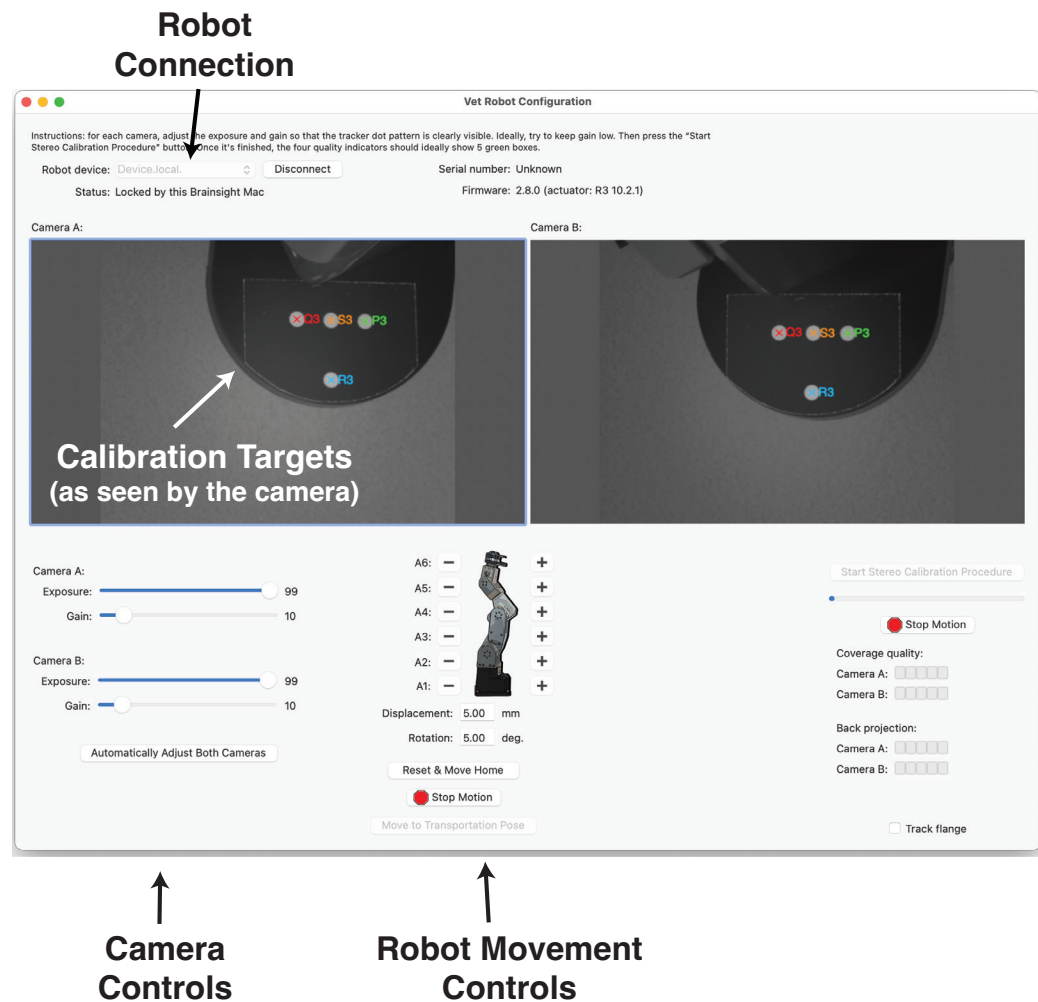 Robot
Connection
Vet Robot Configuration
Instructions: for each camera, adjust the exposure and gain so that the tracker dot pattern is clearly visible. Ideally, try to keep gain low. Then press the "Start
Stereo Calibration Procedure" button. Once it's finished, the four quality indicators should ideally show 5 green boxes.
Robot device: Device.local. Disconnect Serial number: Unknown
Status: Locked by this Brainsight Mac Firmware: 2.8.0 (actuator: R3 10.2.1)
Camera A: Camera B:
Q3 S3 P3
R3
Q3 S3 P3
R3
Calibration Targets
(as seen by the camera)
Camera A:
Exposure: 99
Gain: 10
Camera B:
Exposure: 99
Gain: 10
Automatically Adjust Both Cameras
A6: − +
A5: − +
A4: − +
A3: − +
A2: − +
A1: − +
Displacement: 5.00 mm
Rotation: 5.00 deg.
Reset & Move Home
Stop Motion
Move to Transportation Pose
Start Stereo Calibration Procedure
Stop Motion
Coverage quality:
Camera A:
Camera B:
Back projection:
Camera A:
Camera B:
Track flange
Camera
Controls
Robot Movement
Controls